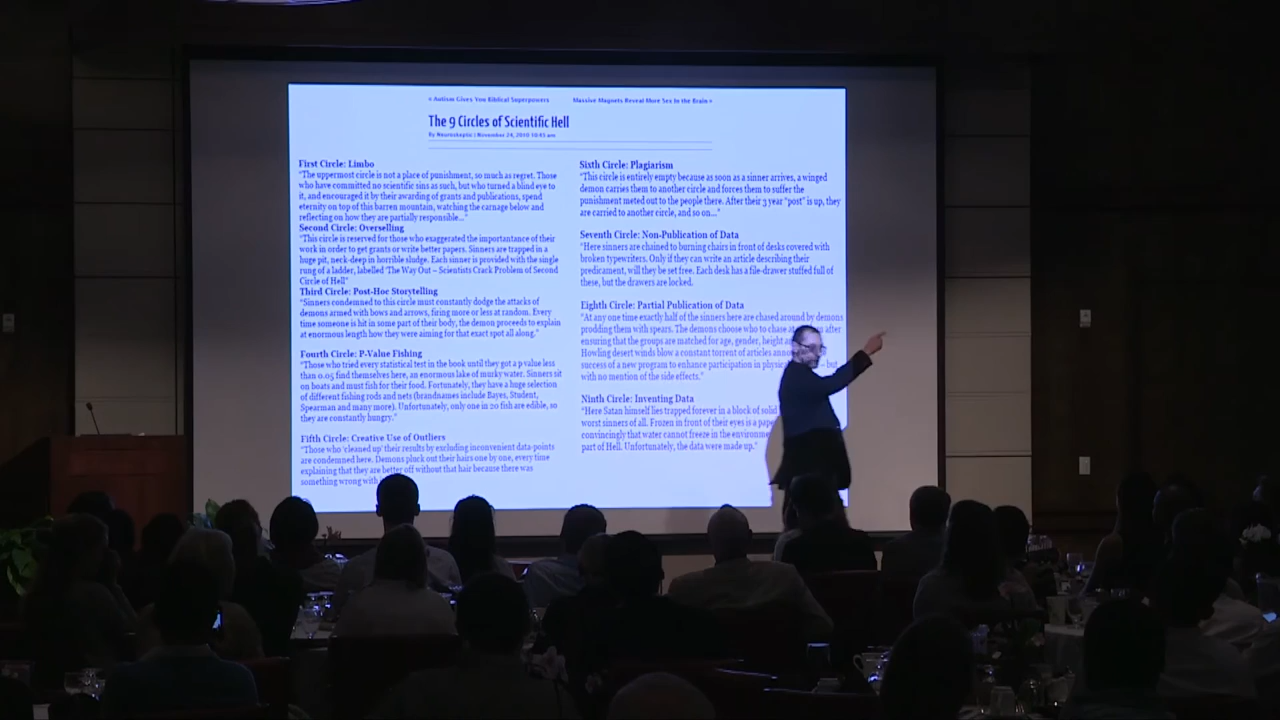 « Autism Gives You Biblical Superpowers
Massive Magnets Reveal More Sex In the Brain »
The 9 Circles of Scientific Hell
By Neuroskeptic | November 24, 2010 10:45 am
First Circle: Limbo
"The uppermost circle is not a place of punishment, so much as regret. Those
who have committed no scientific sins as such, but who turned a blind eye to
it, and encouraged it by their awarding of grants and publications, spend
eternity on top of this barren mountain, watching the carnage below and
reflecting on how they are partially responsible..."
Second Circle: Overselling
"This circle is reserved for those who exaggerated the importantance of their
work in order to get grants or write better papers. Sinners are trapped in a
huge pit, neck-deep in horrible sludge. Each sinner is provided with the single
rung of a ladder, labelled 'The Way Out – Scientists Crack Problem of Second
Circle of Hell"
Third Circle: Post-Hoc Storytelling
"Sinners condemned to this circle must constantly dodge the attacks of
demons armed with bows and arrows, firing more or less at random. Every
time someone is hit in some part of their body, the demon proceeds to explain
at enormous length how they were aiming for that exact spot all along."
Fourth Circle: P-Value Fishing
"Those who tried every statistical test in the book until they got a p value less
than 0.05 find themselves here, an enormous lake of murky water. Sinners sit
on boats and must fish for their food. Fortunately, they have a huge selection
of different fishing rods and nets (brandnames include Bayes, Student,
Spearman and many more). Unfortunately, only one in 20 fish are edible, so
they are constantly hungry."
Fifth Circle: Creative Use of Outliers
"Those who 'cleaned up' their results by excluding inconvenient data-points
are condemned here. Demons pluck out their hairs one by one, every time
explaining that they are better off without that hair because there was
something wrong with
Sixth Circle: Plagiarism
"This circle is entirely empty because as soon as a sinner arrives, a winged
demon carries them to another circle and forces them to suffer the
punishment meted out to the people there. After their 3 year "post" is up, they
are carried to another circle, and so on..."
Seventh Circle: Non-Publication of Data
"Here sinners are chained to burning chairs in front of desks covered with
broken typewriters. Only if they can write an article describing their
predicament, will they be set free. Each desk has a file-drawer stuffed full of
these, but the drawers are locked.
Eighth Circle: Partial Publication of Data
"At any one time exactly half of the sinners here are chased around by demons
prodding them with spears. The demons choose who to chase after
ensuring that the groups are matched for age, gender, height
Howling desert winds blow a constant torrent of articles
success of a new program to enhance participation in – but
with no mention of the side effects."
Ninth Circle: Inventing Data
"Here Satan himself lies trapped forever in a block of solid
worst sinners of all. Frozen in front of their eyes is a
convincingly that water cannot freeze in the
part of Hell. Unfortunately, the data were made up."